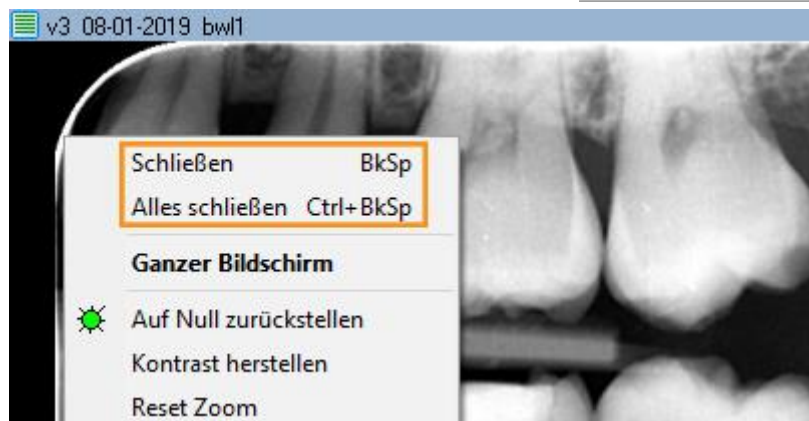 v3 08-01-2019 bwl1
Schließen BkSp
Alles schließen Ctrl+BkSp
Ganzer Bildschirm
Auf Null zurückstellen
Kontrast herstellen
Reset Zoom